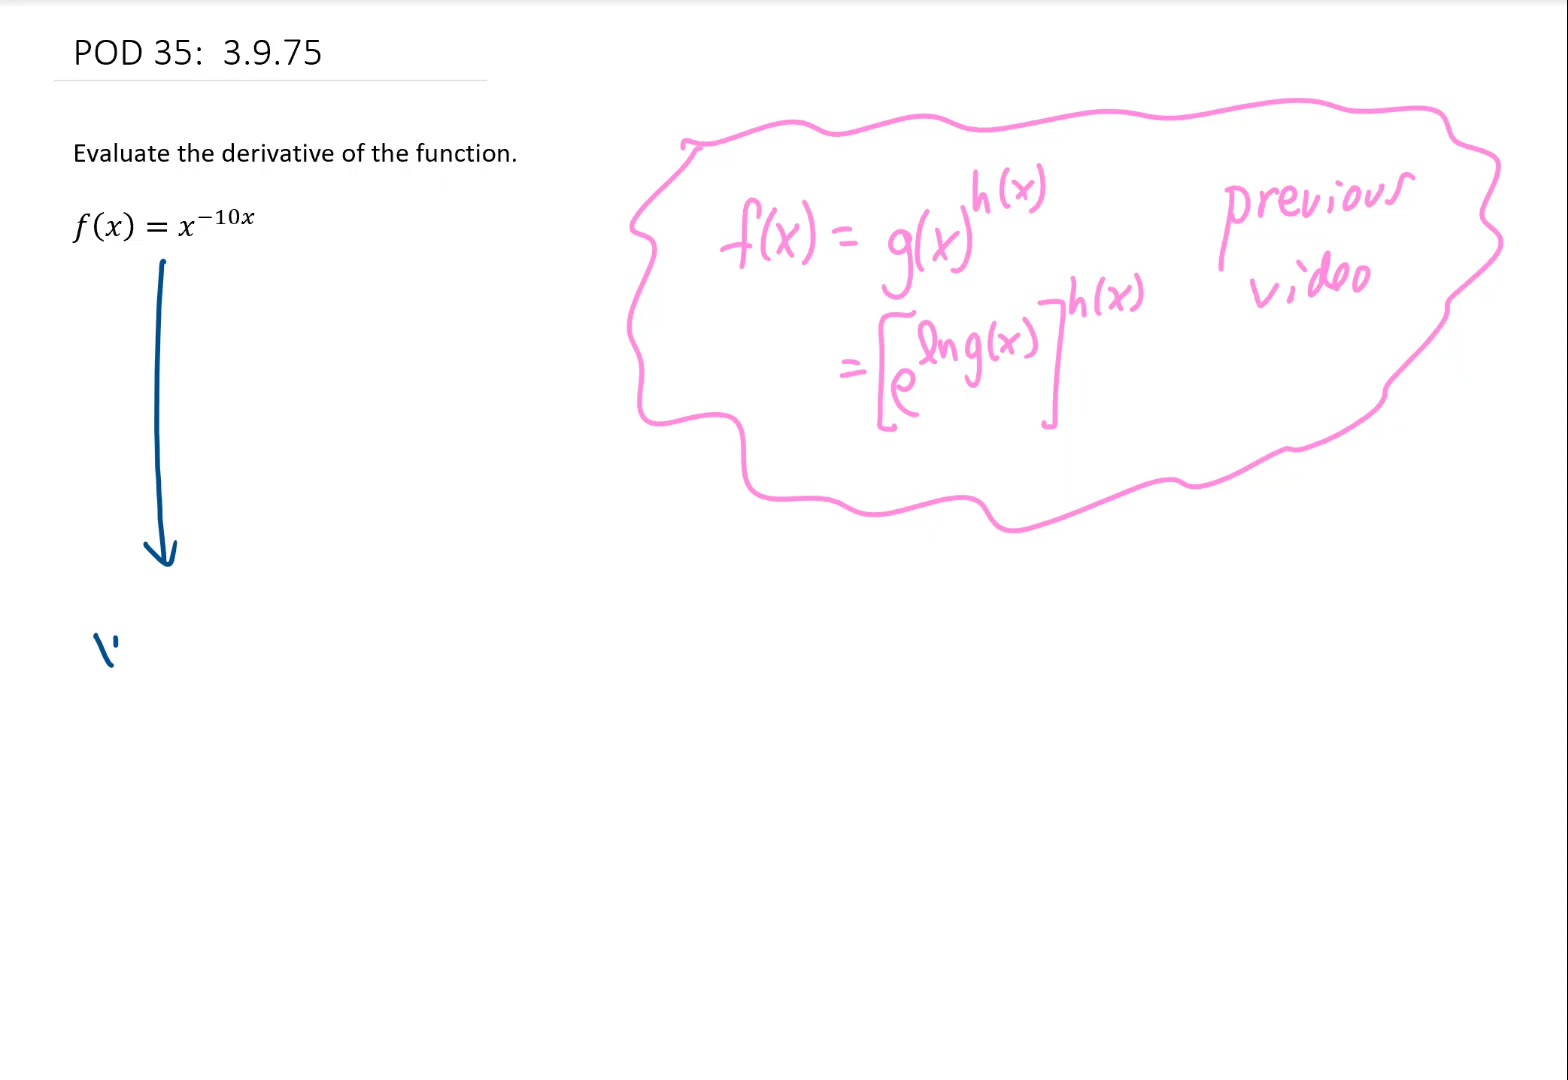 POD 35: 3.9.75
Evaluate the derivative of the function.
f(x) = x^{-10x}
f(x) = g(x)^{h(x)}
= [e^{ln g(x)}]^{h(x)}
previous
video